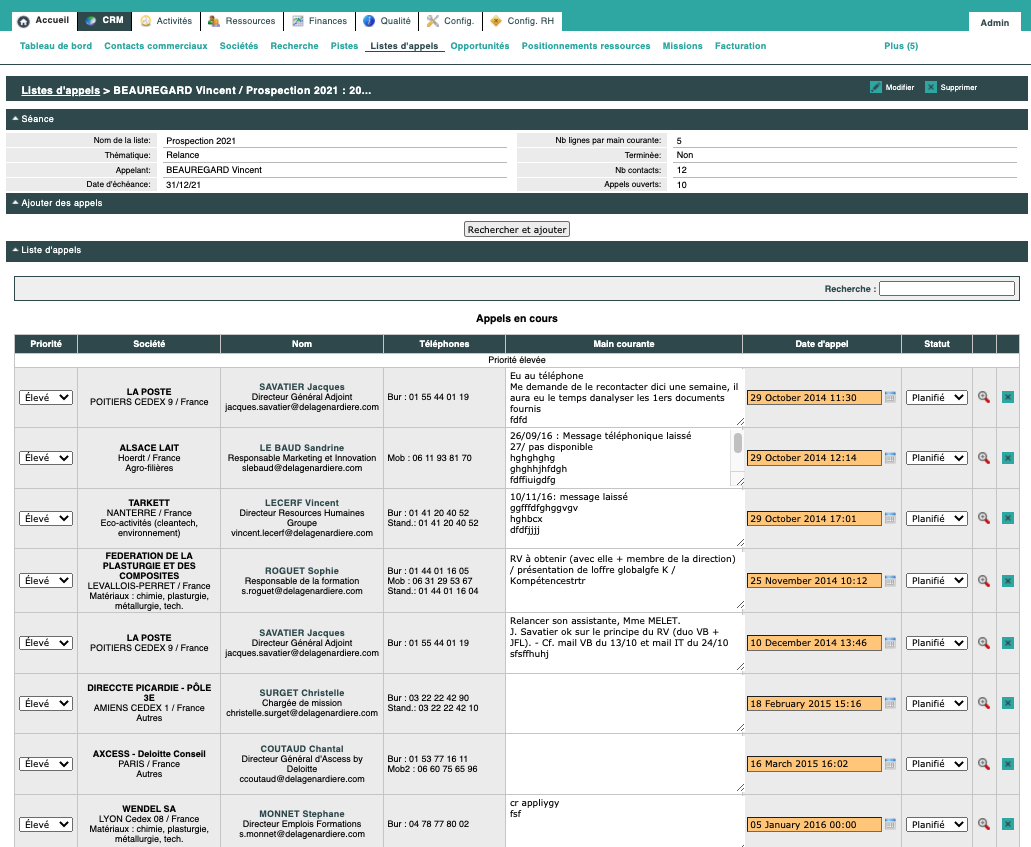 Accueil CRM Activités Ressources Finances Qualité Config. Config. RH Admin
Tableau de bord Contacts commerciaux Sociétés Recherche Pistes Listes d'appels Opportunités Positionnements ressources Missions Facturation Plus (5)
Listes d'appels > BEAUREGARD Vincent / Prospection 2021 : 20... Modifier Supprimer
Séance
Nom de la liste: Prospection 2021 Nb lignes par main courante: 5
Thématique: Relance Terminée: Non
Appelant: BEAUREGARD Vincent Nb contacts: 12
Date d'échéance: 31/12/21 Appels ouverts: 10
Ajouter des appels
Rechercher et ajouter
Liste d'appels
Recherche :
Appels en cours
Priorité Société Nom Téléphones Main courante Date d'appel Statut
Priorité élevée
Élevé
LA POSTE
POITIERS CEDEX 9 / France
SAVATIER Jacques
Directeur Général Adjoint
jacques.savatier@delagenardiere.com
Bur : 01 55 44 01 19
Eu au téléphone
Me demande de le recontacter dici une semaine, il
aura eu le temps danalyser les 1ers documents
fournis
fdfd
29 October 2014 11:30
Planifié
Élevé
ALSACE LAIT
Hoerdt / France
Agro-filières
LE BAUD Sandrine
Responsable Marketing et Innovation
slebaud@delagenardiere.com
Mob : 06 11 93 81 70
26/09/16 : Message téléphonique laissé
27/ pas disponible
hghghghg
ghghhjhfdgh
fdffiuigdfg
29 October 2014 12:14
Planifié
Élevé
TARKETT
NANTERRE / France
Eco-activités (cleantech,
environnement)
LECERF Vincent
Directeur Resources Humaines
Groupe
vincent.lecerf@delagenardiere.com
Bur : 01 41 20 40 52
Stand.: 01 41 20 40 52
10/11/16: message laissé
ggfffdfghggvgv
hghbcx
dfdfjjjj
29 October 2014 17:01
Planifié
Élevé
FEDERATION DE LA
PLASTURGIE ET DES
COMPOSITES
LEVALLOIS-PERRET / France
Matériaux : chimie, plasturgie,
métallurgie, tech.
ROGUET Sophie
Responsable de la formation
s.roguet@delagenardiere.com
Bur : 01 44 01 16 05
Mob : 06 31 29 53 67
Stand.: 01 44 01 16 04
RV à obtenir (avec elle + membre de la direction)
/ présentation de loffre globalgfe K /
Kompétencestrtr
25 November 2014 10:12
Planifié
Élevé
LA POSTE
POITIERS CEDEX 9 / France
SAVATIER Jacques
Directeur Général Adjoint
jacques.savatier@delagenardiere.com
Bur : 01 55 44 01 19
Relancer son assistante, Mme MELET.
J. Savatier ok sur le principe du RV (duo VB +
JFL). - Cf. mail VB du 13/10 et mail IT du 24/10
sfsffhuhj
10 December 2014 13:46
Planifié
Élevé
DIRECCTE PICARDIE - PÔLE
3E
AMIENS CEDEX 1 / France
Autres
SURGET Christelle
Chargée de mission
christelle.surget@delagenardiere.com
Bur : 03 22 22 42 90
Stand.: 03 22 22 42 10
18 February 2015 15:16
Planifié
Élevé
AXCESS - Deloitte Conseil
PARIS / France
Autres
COUTAUD Chantal
Directeur Général d'Ascess by
Deloitte
ccoutaud@delagenardiere.com
Bur : 01 53 77 16 11
Mob2 : 06 60 75 65 96
16 March 2015 16:02
Planifié
Élevé
WENDEL SA
LYON Cedex 08 / France
Matériaux : chimie, plasturgie,
métallurgie, tech.
MONNET Stephane
Directeur Emplois Formations
s.monnet@delagenardiere.com
Bur : 04 78 77 80 02
cr appliygy
fsf
05 January 2016 00:00
Planifié